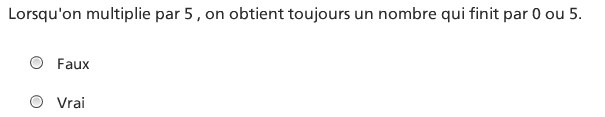 Lorsqu'on multiplie par 5 , on obtient toujours un nombre qui finit par 0 ou 5.
Faux
Vrai